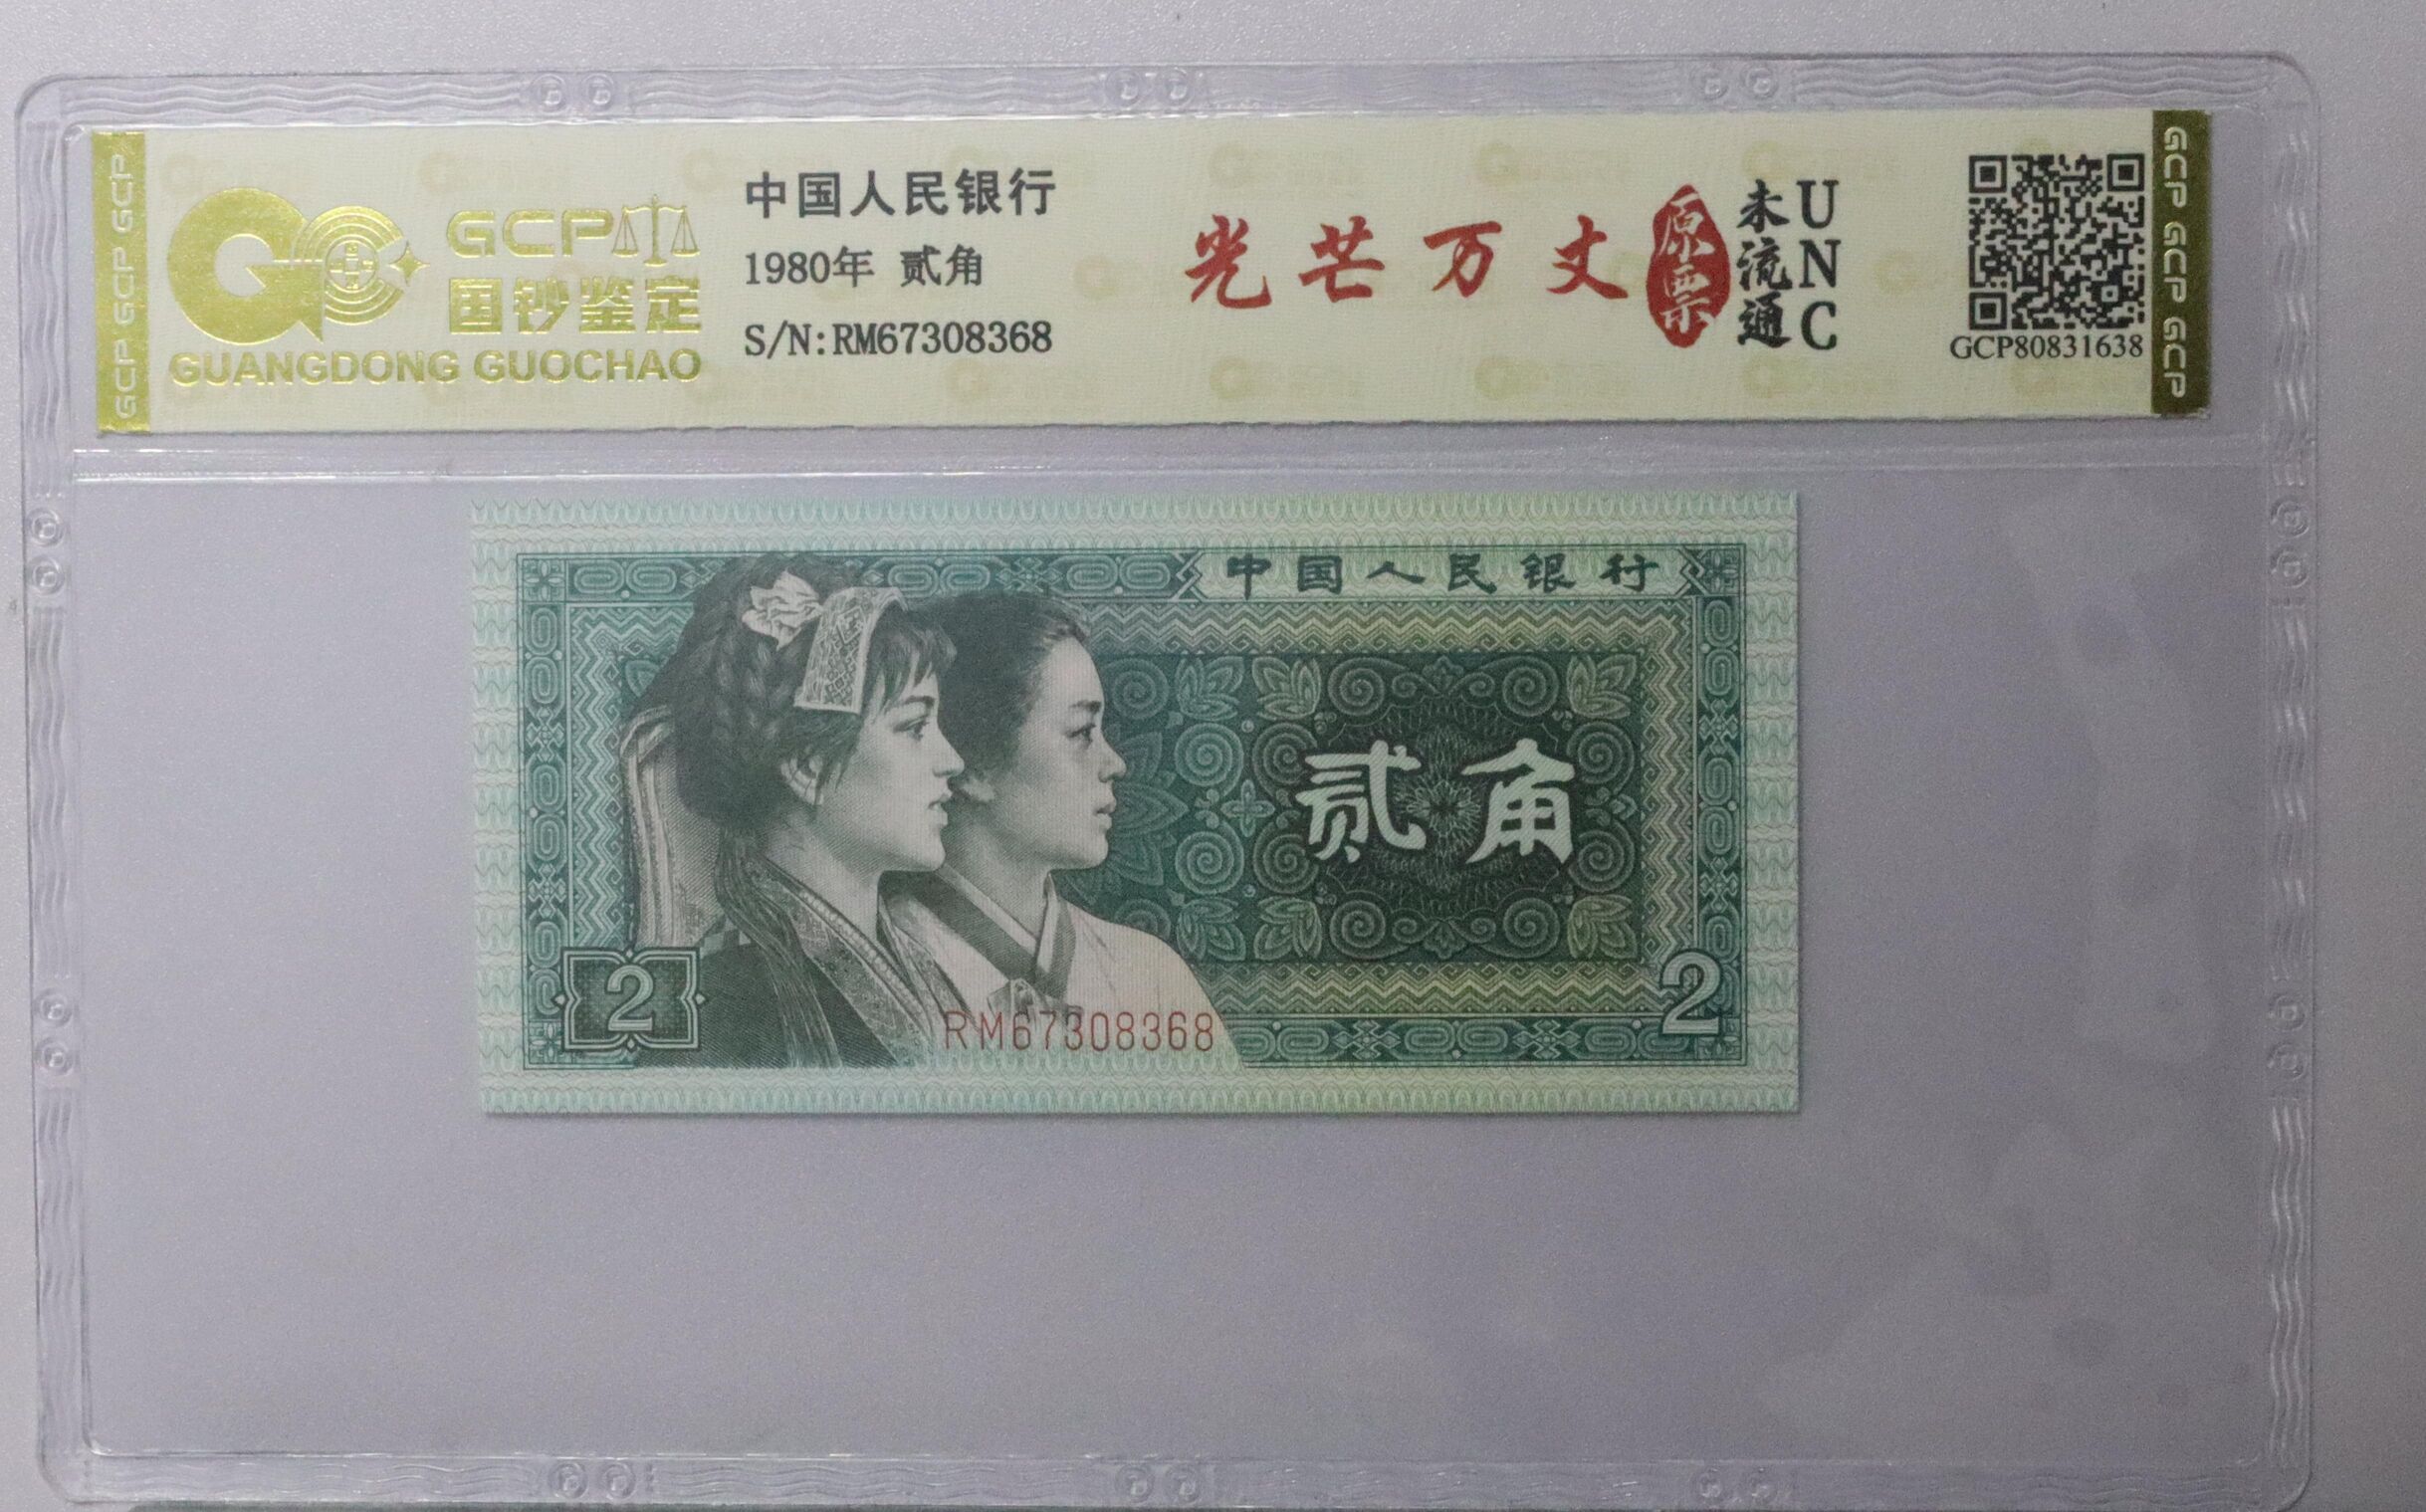 GCP GCP GCP
GCP
国钞鉴定
GUANGDONG GUOCHAO
中国人民银行
1980年 贰角
S/N:RM67308368
光芒万丈
原票
未流通
UNC
GCP80831638
GCP GCP GCP
中国人民银行
贰角
2
2
RM67308368